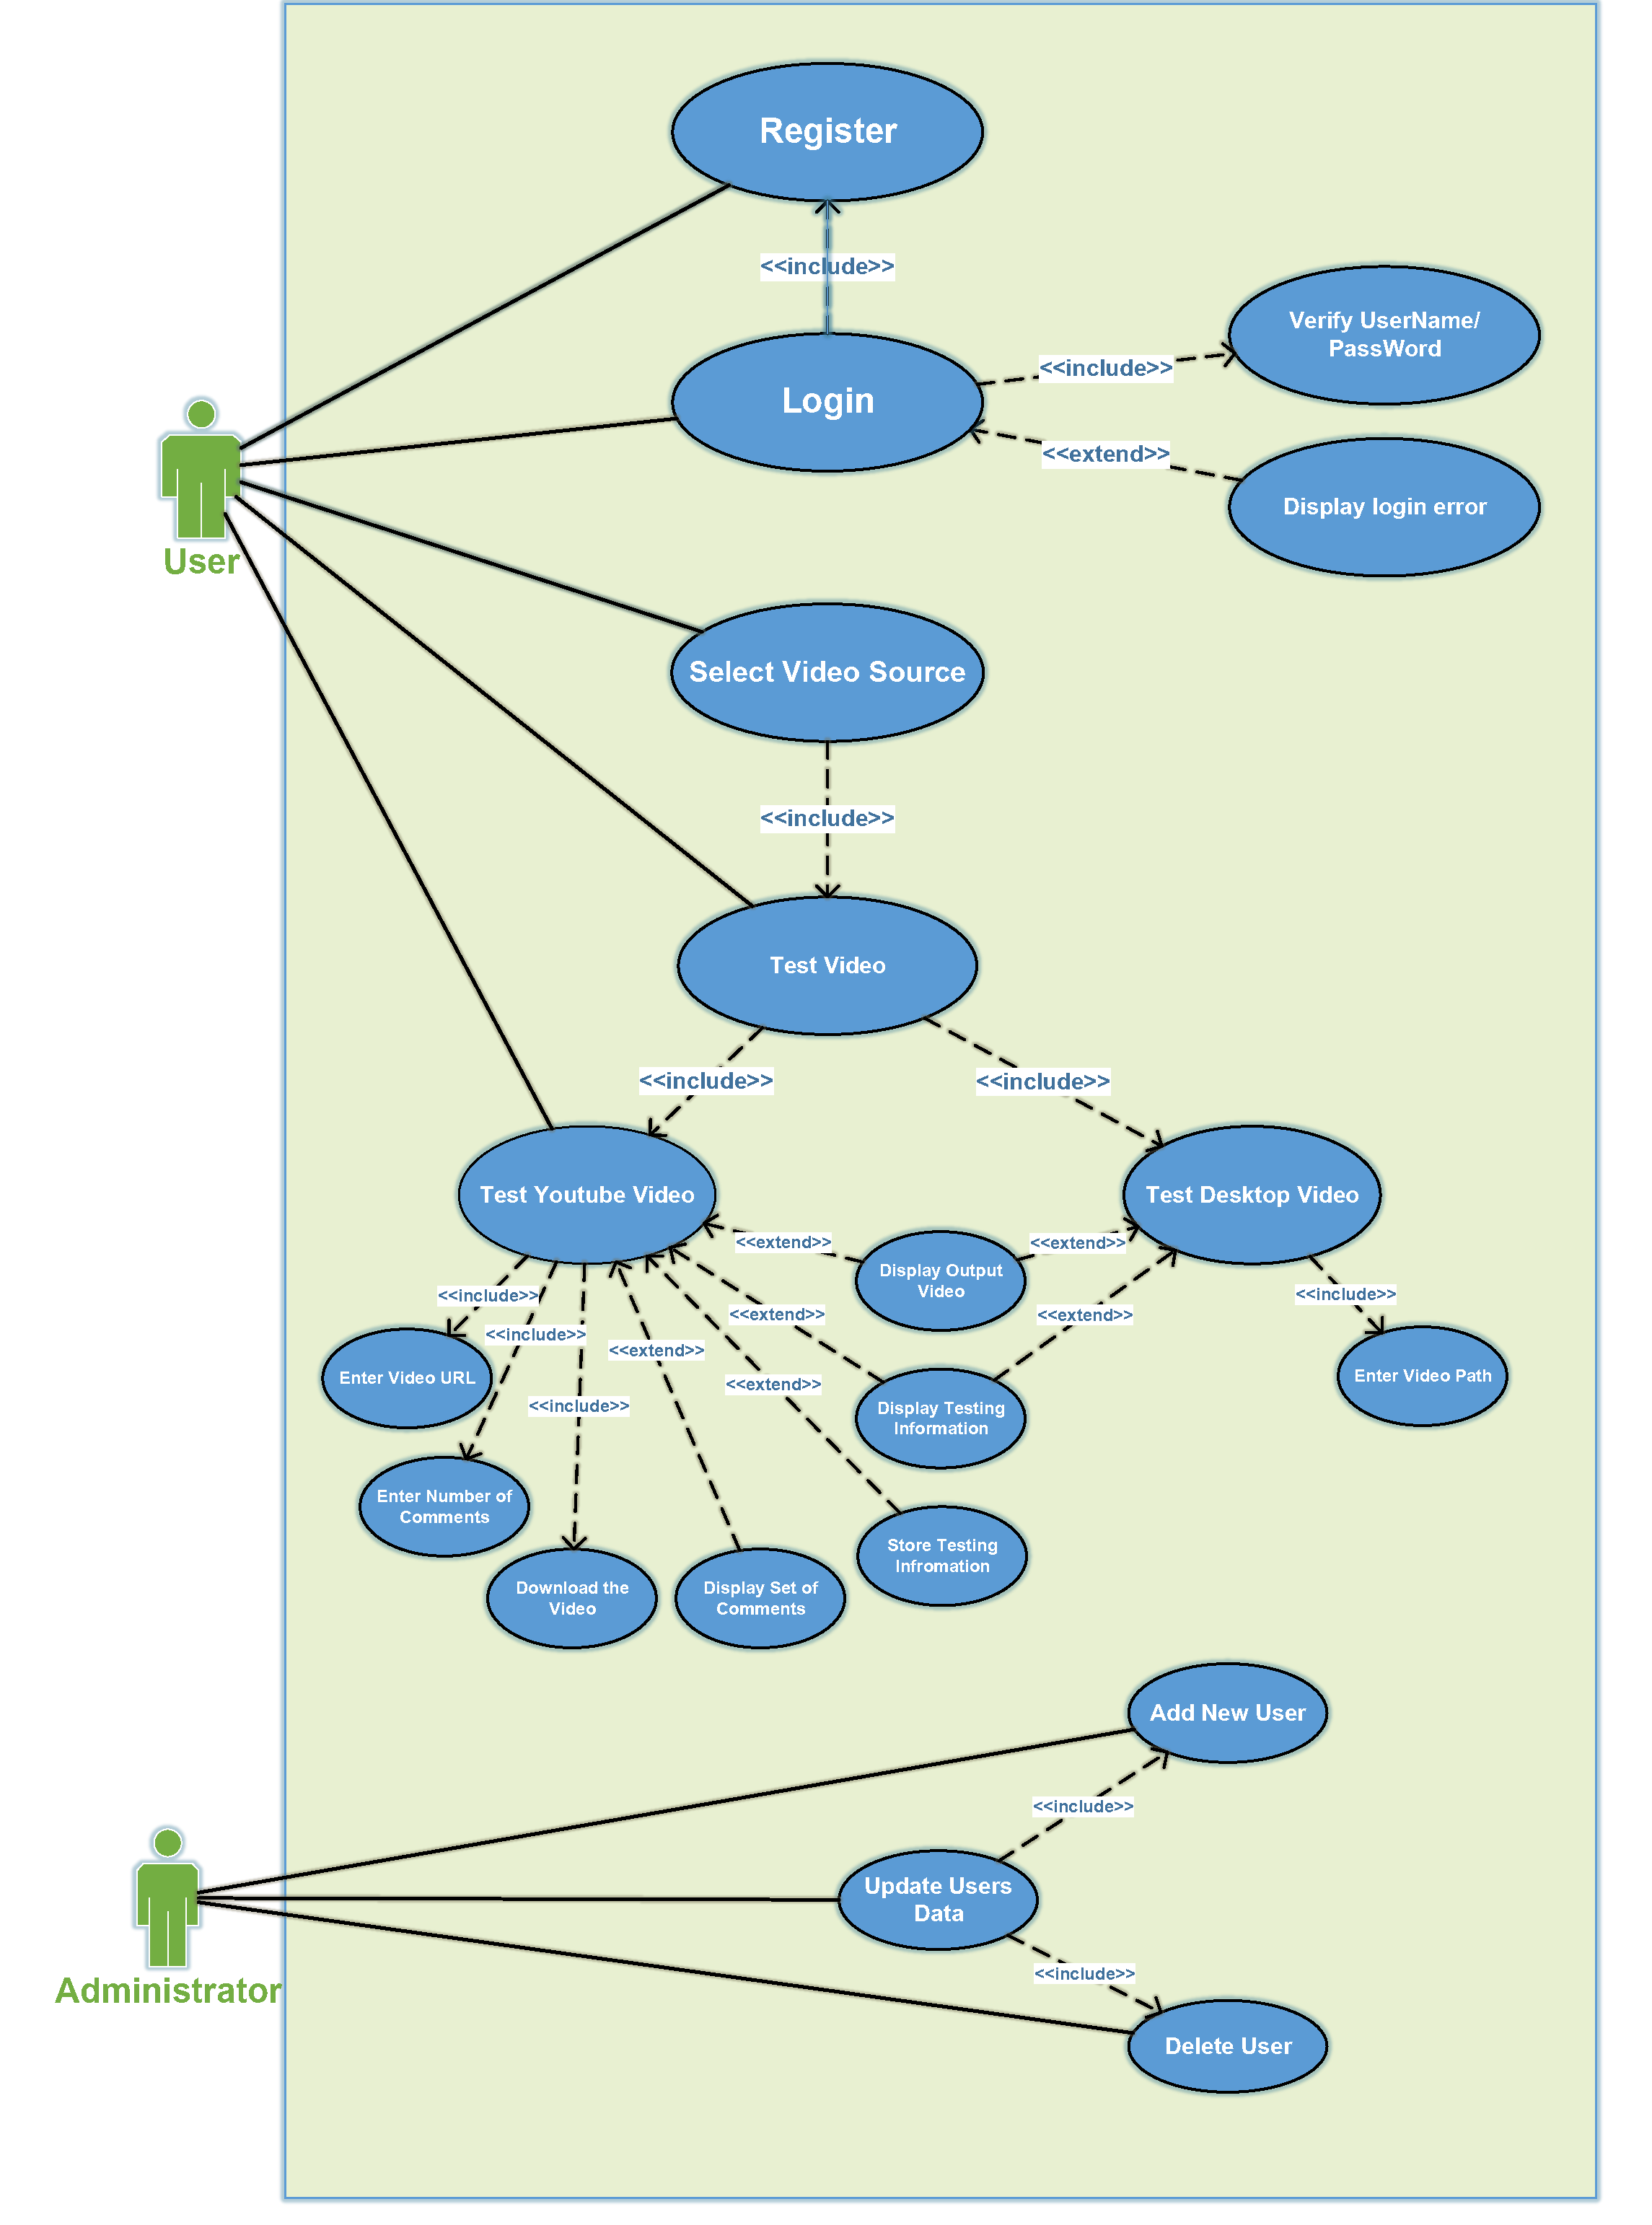 Register
<<include>>
Verify UserName/
PassWord
<<include>>
Login
<<extend>>
Display login error
User
Select Video Source
<<include>>
Test Video
<<include>>
<<include>>
Test Youtube Video
Test Desktop Video
<<extend>>
<<extend>>
Display Output
Video
<<include>>
<<include>>
<<extend>>
<<extend>>
<<include>>
<<extend>>
Enter Video URL
Enter Video Path
<<extend>>
<<include>>
Display Testing
Information
Enter Number of
Comments
Store Testing
Infromation
Download the
Video
Display Set of
Comments
Add New User
<<include>>
Update Users
Data
<<include>>
Administrator
Delete User